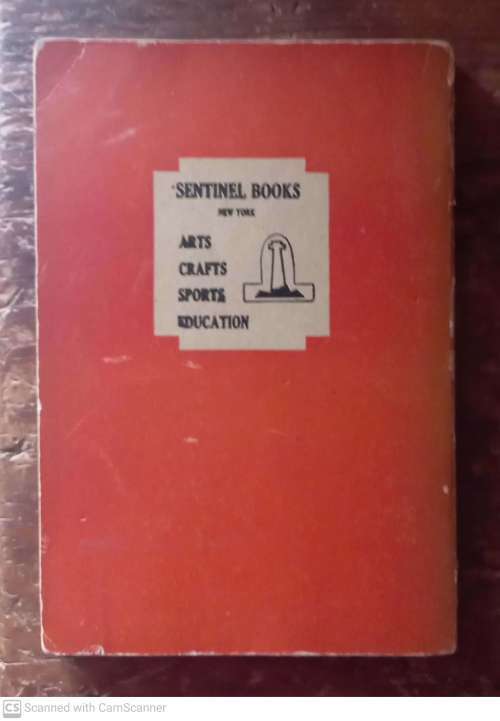 SENTINEL BOOKS
NEW YORK
ARTS
CRAFTS
SPORTS
EDUCATION
CS Scanned with CamScanner